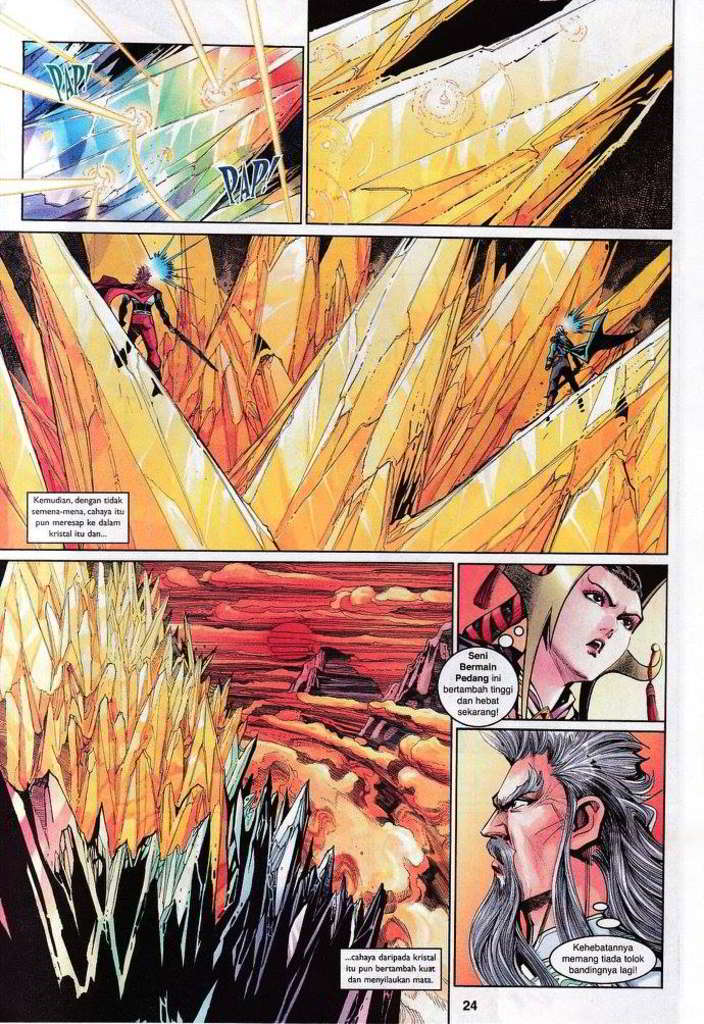 PAP!
PAP!
Kemudian, dengan tidak
semena-mena, cahaya itu
pun meresap ke dalam
kristal itu dan...
Seni
Bermain
Pedang ini
bertambah tinggi
dan hebat
sekarang!
...cahaya daripada kristal
itu pun bertambah kuat
dan menyilaukan mata.
Kehebatannya
memang tiada tolok
bandingnya lagi!
24